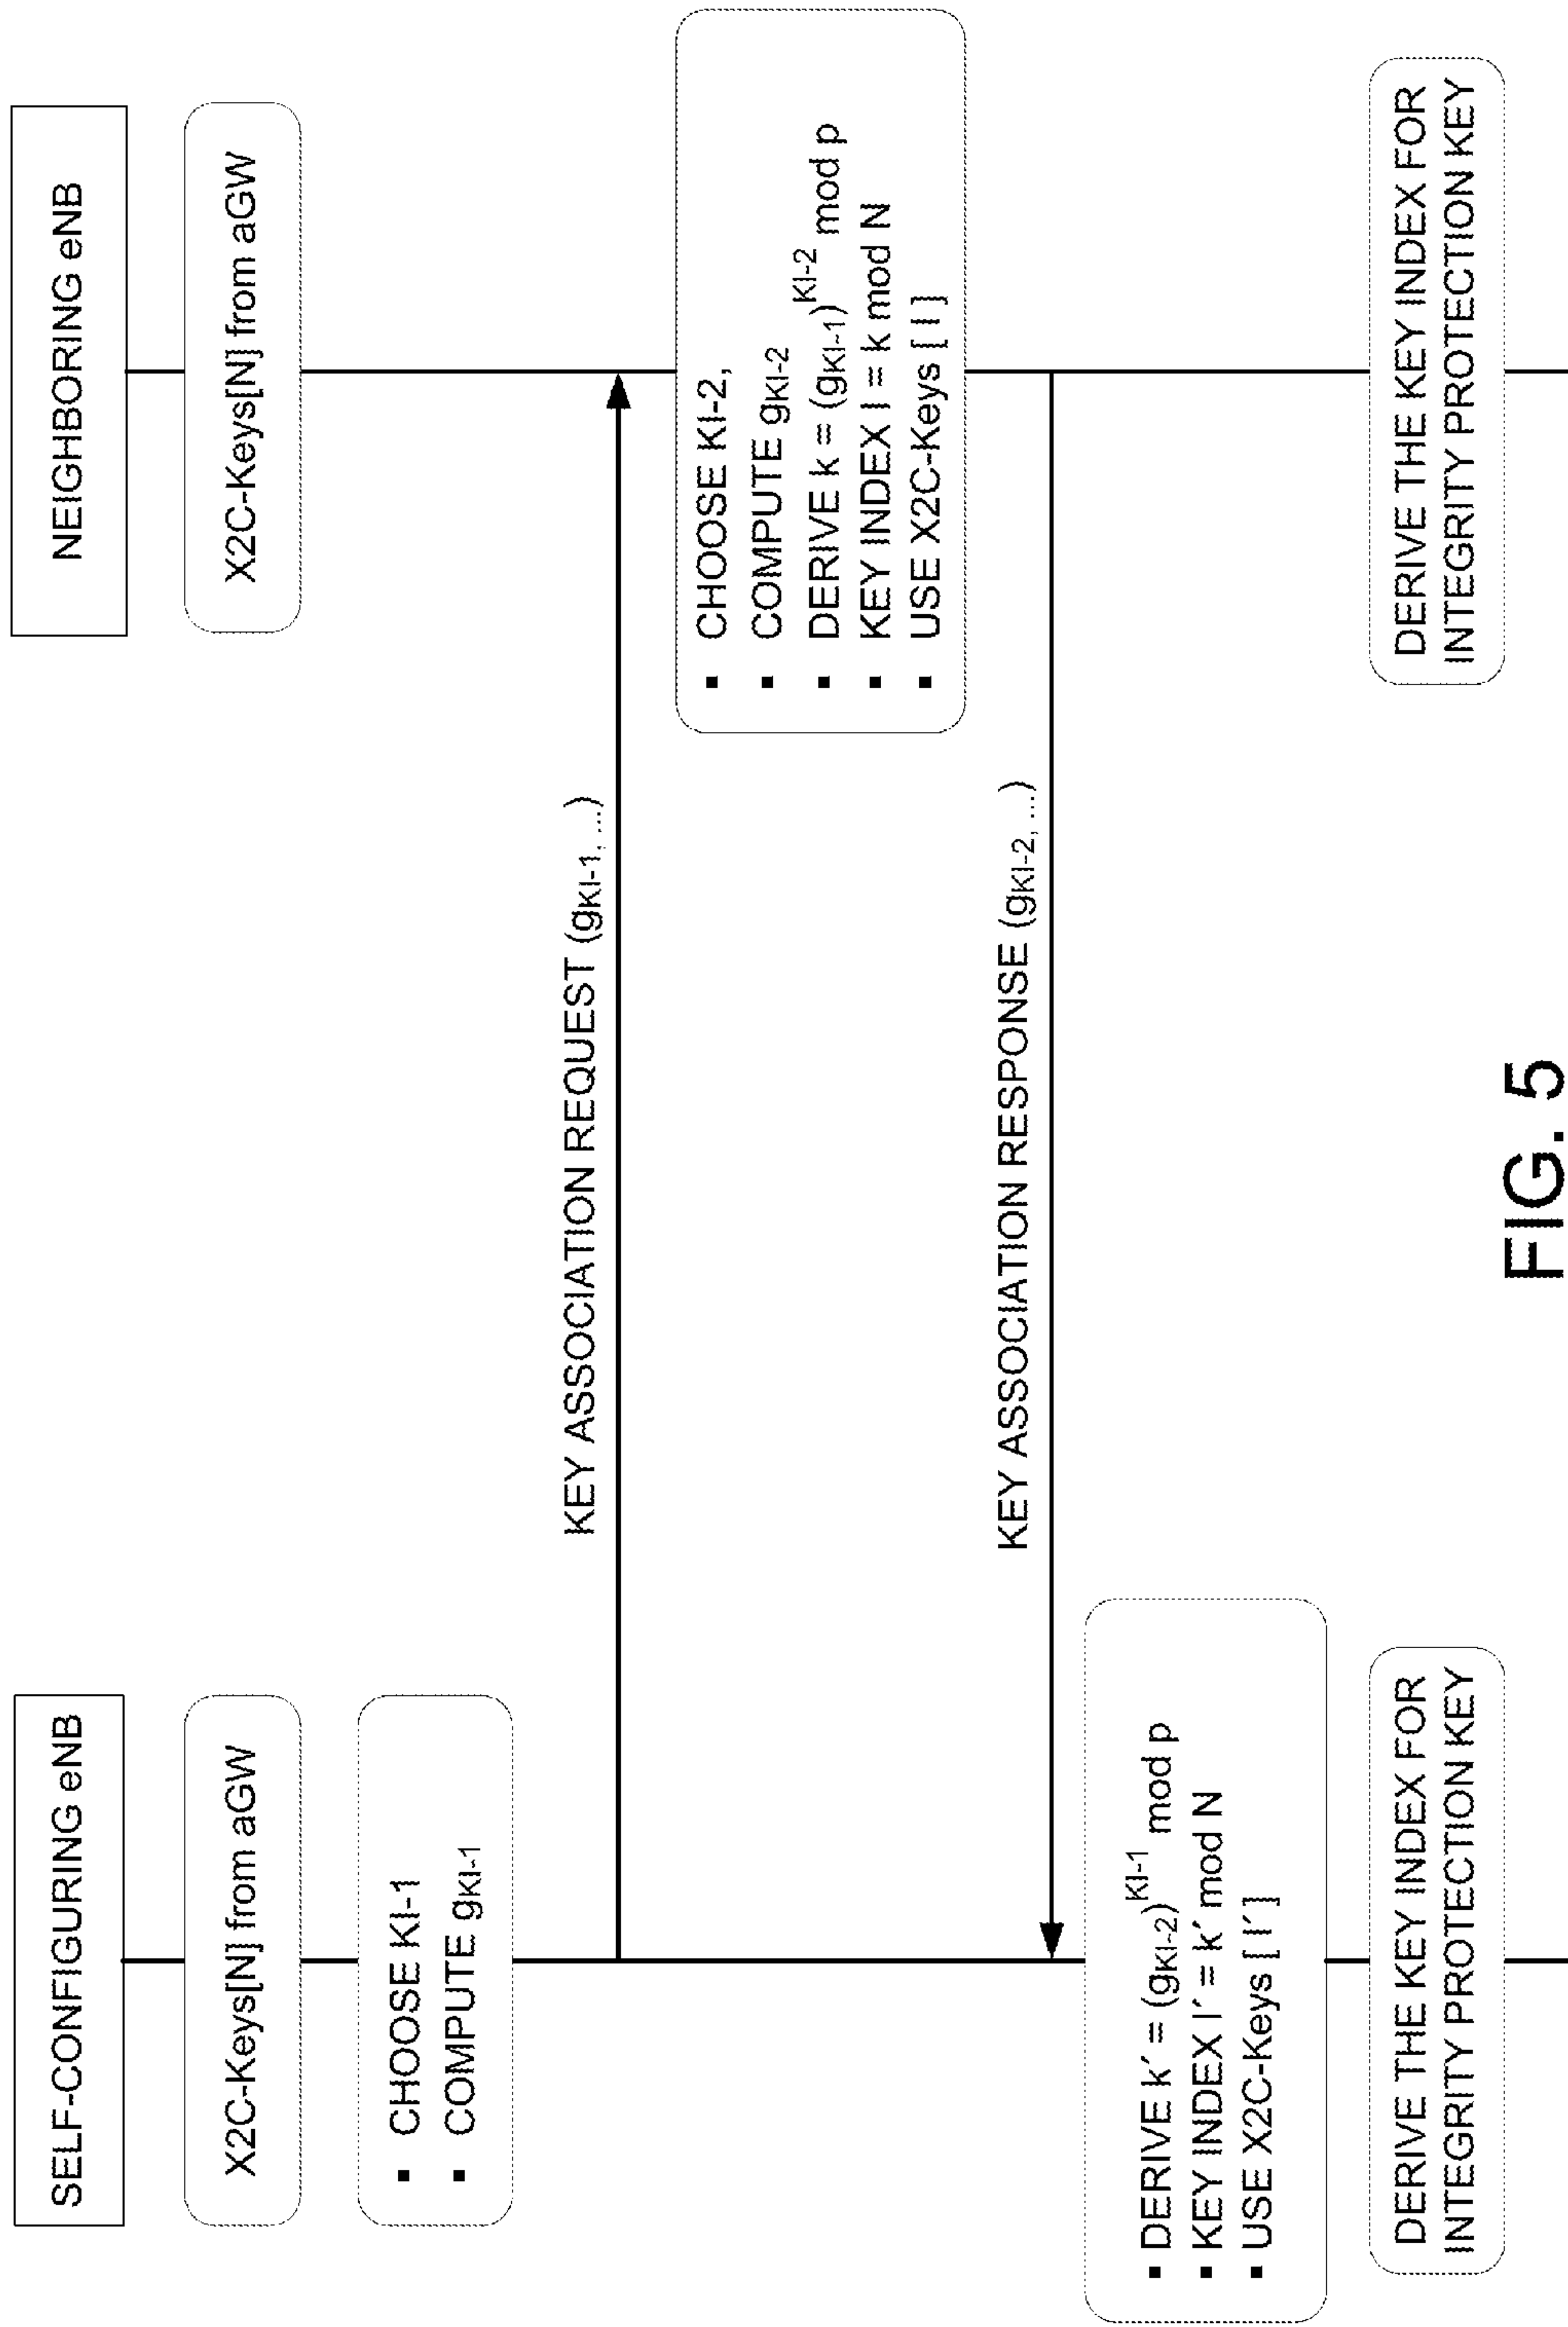 SELF-CONFIGURING eNB
NEIGHBORING eNB
X2C-Keys[N] from aGW
X2C-Keys[N] from aGW
▪ CHOOSE KI-1
▪ COMPUTE gKI-1
KEY ASSOCIATION REQUEST (gKI-1, ...)
▪ CHOOSE KI-2,
▪ COMPUTE gKI-2
▪ DERIVE k = (gKI-1)^KI-2 mod p
▪ KEY INDEX I = k mod N
▪ USE X2C-Keys [ I ]
KEY ASSOCIATION RESPONSE (gKI-2, ...)
▪ DERIVE k´ = (gKI-2)^KI-1 mod p
▪ KEY INDEX I´ = k´ mod N
▪ USE X2C-Keys [ I´ ]
DERIVE THE KEY INDEX FOR
INTEGRITY PROTECTION KEY
DERIVE THE KEY INDEX FOR
INTEGRITY PROTECTION KEY
FIG. 5